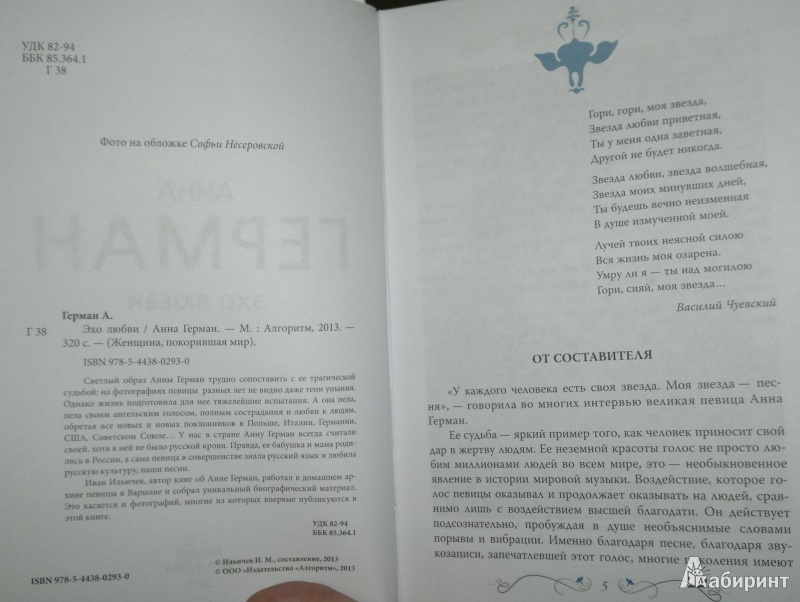 УДК 82-94
ББК 85.364.1
Г 38
Фото на обложке Софьи Несеровской
Герман А.
Г 38 Эхо любви / Анна Герман. — М. : Алгоритм, 2013. —
320 с. — (Женщина, покорившая мир).
ISBN 978-5-4438-0293-0
Светлый образ Анны Герман трудно сопоставить с ее трагической
судьбой: на фотографиях певицы разных лет не видно даже тени уныния.
Однако жизнь подготовила для нее тяжелейшие испытания. А она пела,
пела своим ангельским голосом, полным сострадания и любви к людям,
обретая все новых и новых поклонников в Польше, Италии, Германии,
США, Советском Союзе... У нас в стране Анну Герман всегда считали
своей, хотя в ней не было русской крови. Правда, ее бабушка и мама роди-
лись в России, а сама певица в совершенстве знала русский язык и любила
русскую культуру, наши песни.
Иван Ильичев, автор книг об Анне Герман, работал в домашнем ар-
хиве певицы в Варшаве и собрал уникальный биографический материал.
Это касается и фотографий, многие из которых впервые публикуются в
этой книге.
УДК 82-94
ББК 85.364.1
© Ильичев И. М., составление, 2013
© ООО «Издательство «Алгоритм», 2013
ISBN 978-5-4438-0293-0
Гори, гори, моя звезда,
Звезда любви приветная,
Ты у меня одна заветная,
Другой не будет никогда.
Звезда любви, звезда волшебная,
Звезда моих минувших дней,
Ты будешь вечно неизменная
В душе измученной моей.
Лучей твоих неясной силою
Вся жизнь моя озарена.
Умру ли я — ты над могилою
Гори, сияй, моя звезда...
Василий Чуевский
ОТ СОСТАВИТЕЛЯ
«У каждого человека есть своя звезда. Моя звезда — пес-
ня», — говорила во многих интервью великая певица Анна
Герман.
Ее судьба — яркий пример того, как человек приносит свой
дар в жертву людям. Ее неземной красоты голос не просто
любим миллионами людей во всем мире, это — необыкновенное
явление в истории мировой музыки. Воздействие, которое го-
лос певицы оказывал и продолжает оказывать на людей, срав-
нимо лишь с воздействием высшей благодати. Он действует
подсознательно, пробуждая в душе необъяснимые словами
порывы и вибрации. Именно благодаря песне, благодаря зву-
козаписи, запечатлевшей этот голос, многие поколения имеют
5
Лабиринт